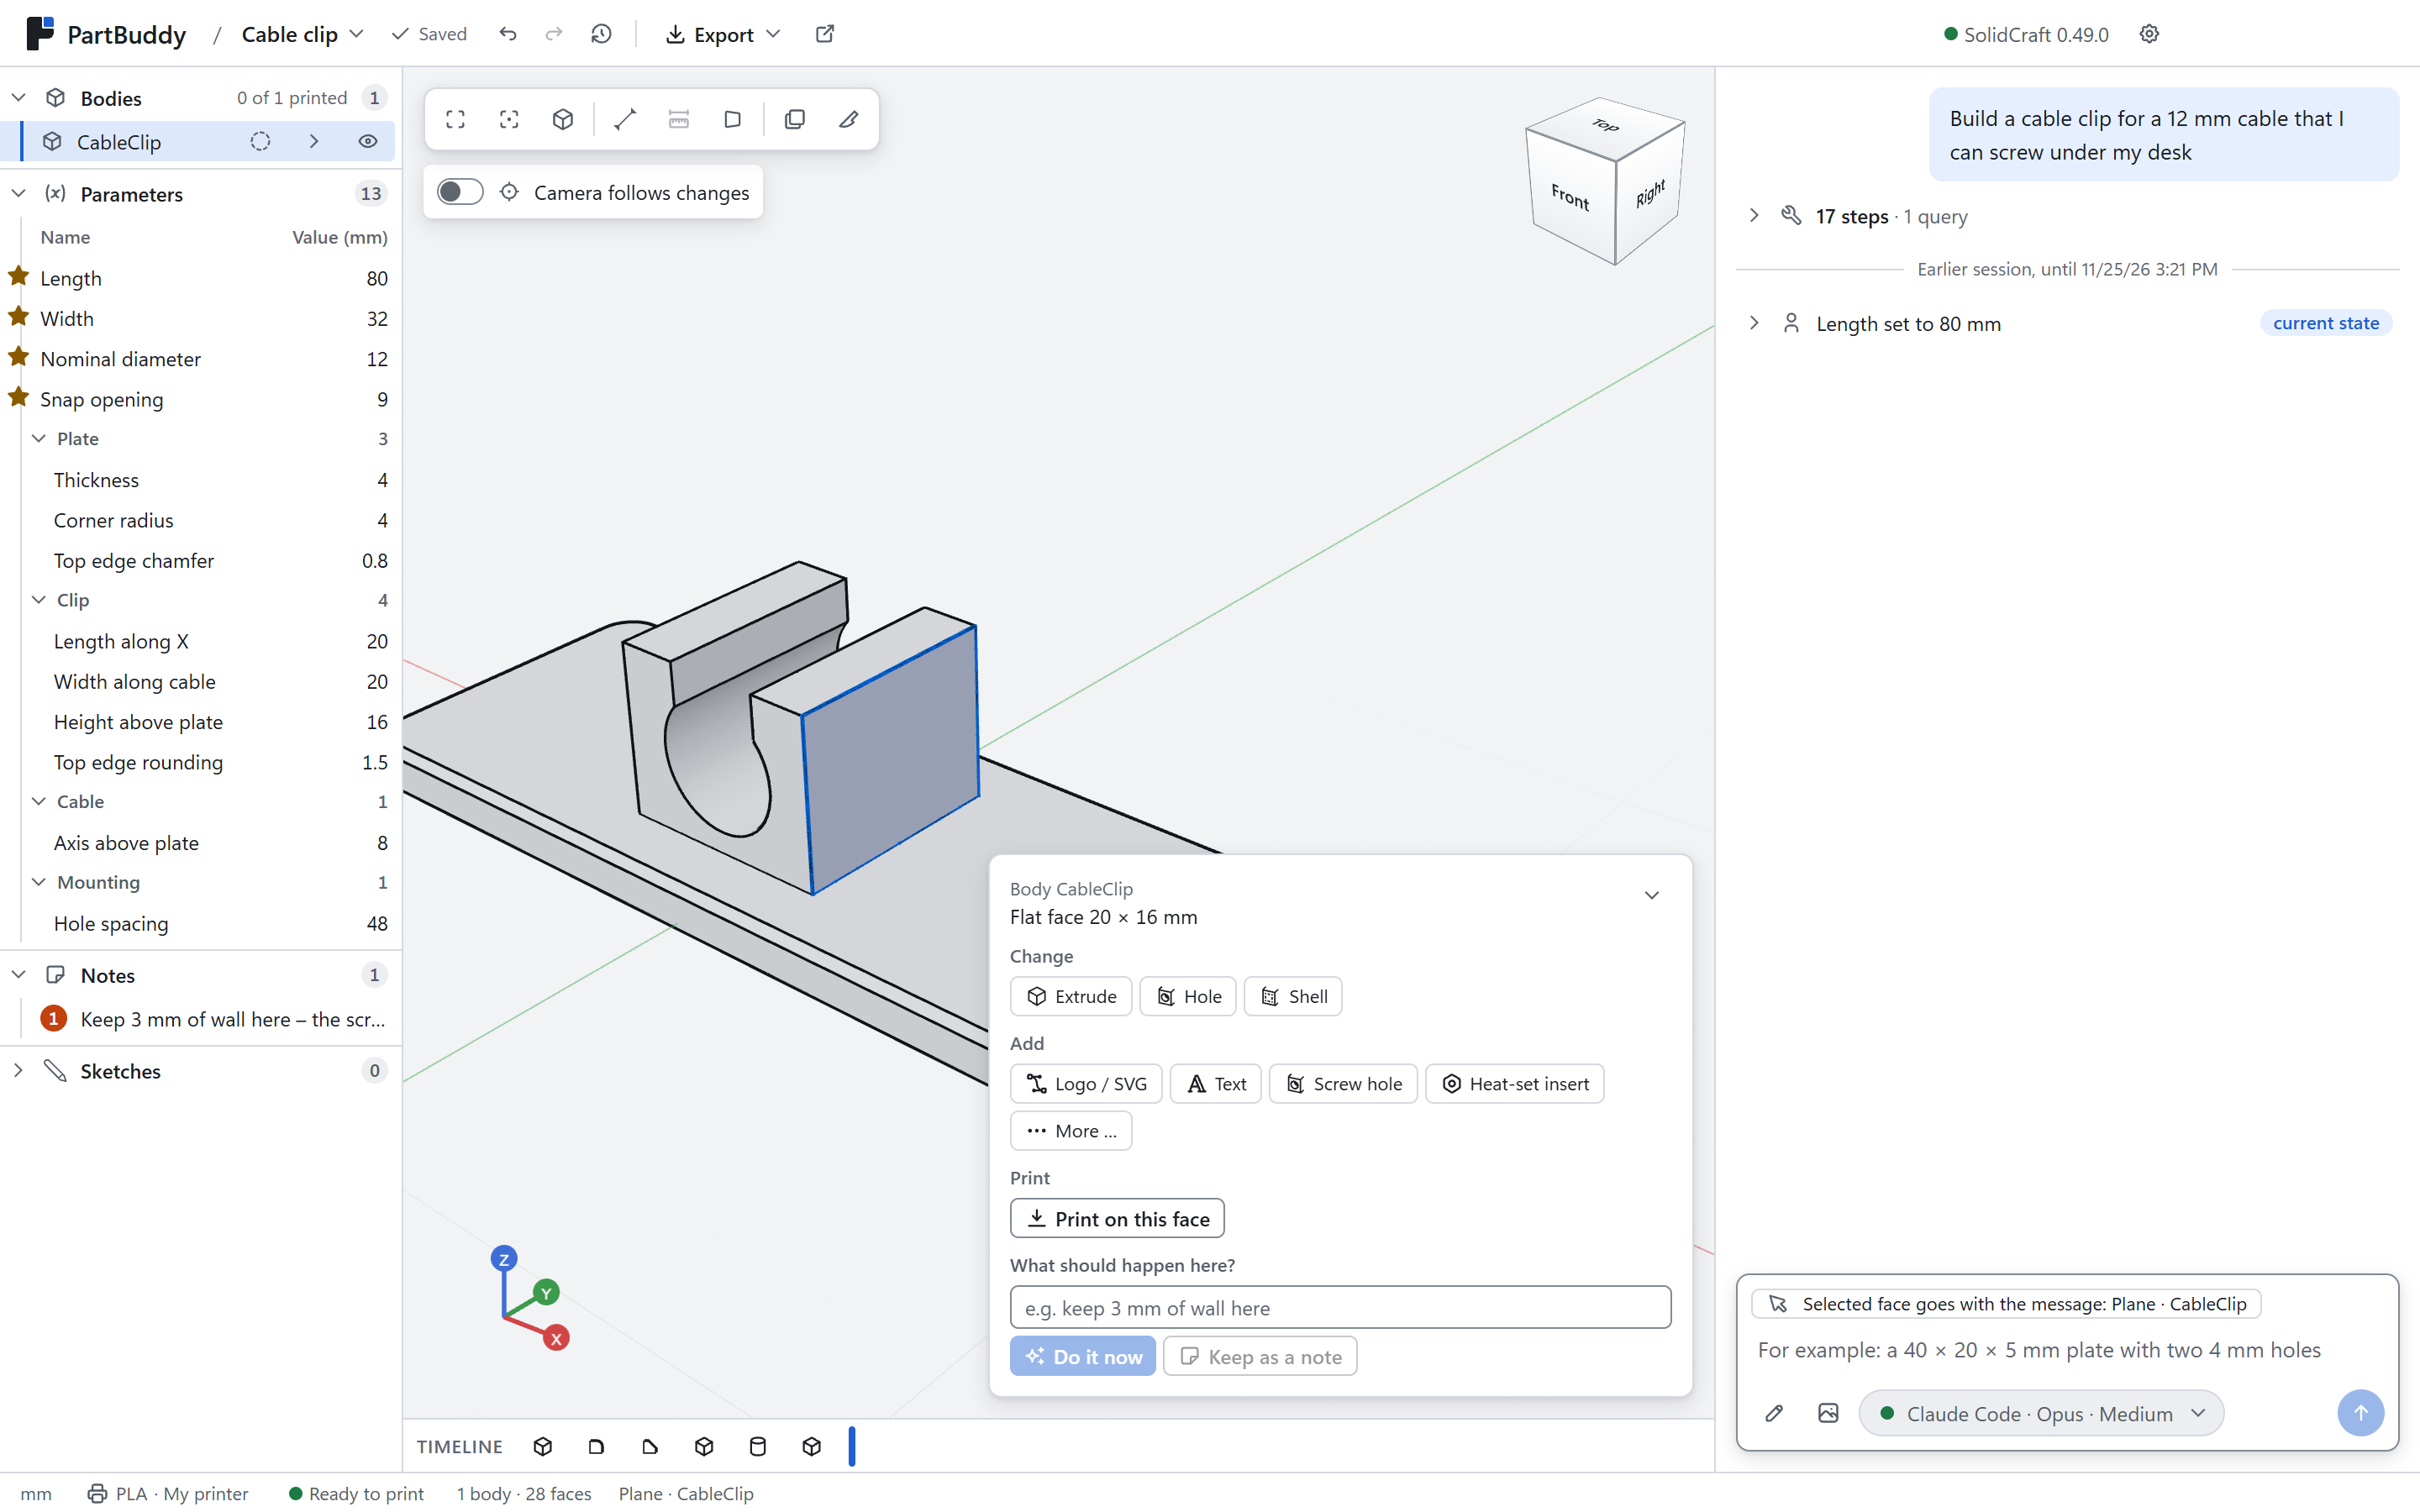 PartBuddy / Cable clip Saved Export SolidCraft 0.49.0
Bodies 0 of 1 printed 1
CableClip
Parameters 13
Name Value (mm)
Length 80
Width 32
Nominal diameter 12
Snap opening 9
Plate 3
Thickness 4
Corner radius 4
Top edge chamfer 0.8
Clip 4
Length along X 20
Width along cable 20
Height above plate 16
Top edge rounding 1.5
Cable 1
Axis above plate 8
Mounting 1
Hole spacing 48
Notes 1
1 Keep 3 mm of wall here – the scr...
Sketches 0
Camera follows changes
Top
Front
Right
Z
Y
X
Body CableClip
Flat face 20 × 16 mm
Change
Extrude Hole Shell
Add
Logo / SVG Text Screw hole Heat-set insert
More ...
Print
Print on this face
What should happen here?
e.g. keep 3 mm of wall here
Do it now Keep as a note
TIMELINE
Build a cable clip for a 12 mm cable that I
can screw under my desk
17 steps · 1 query
Earlier session, until 11/25/26 3:21 PM
Length set to 80 mm current state
Selected face goes with the message: Plane · CableClip
For example: a 40 × 20 × 5 mm plate with two 4 mm holes
Claude Code · Opus · Medium
mm PLA · My printer Ready to print 1 body · 28 faces Plane · CableClip